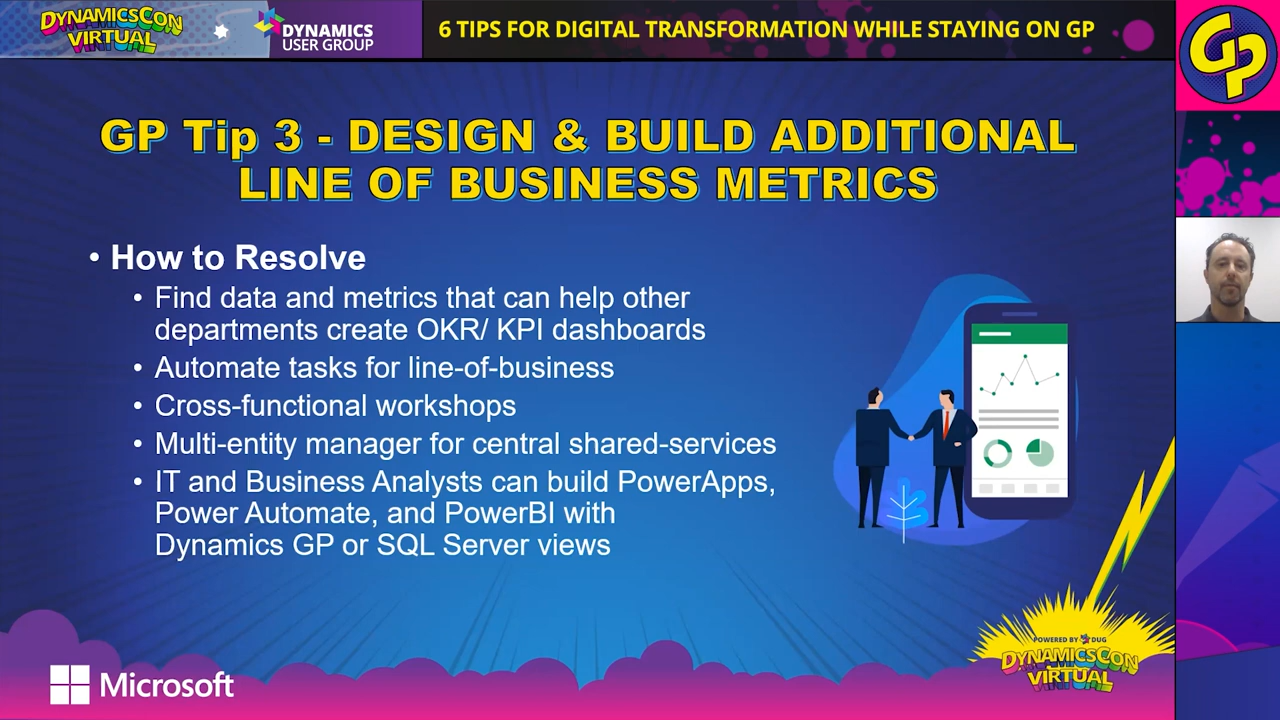 DYNAMICSCON
VIRTUAL
DYNAMICS
USER GROUP
6 TIPS FOR DIGITAL TRANSFORMATION WHILE STAYING ON GP
GP
GP Tip 3 - DESIGN & BUILD ADDITIONAL
LINE OF BUSINESS METRICS
• How to Resolve
• Find data and metrics that can help other
departments create OKR/ KPI dashboards
• Automate tasks for line-of-business
• Cross-functional workshops
• Multi-entity manager for central shared-services
• IT and Business Analysts can build PowerApps,
Power Automate, and PowerBI with
Dynamics GP or SQL Server views
POWERED BY DUG
DYNAMICSCON
VIRTUAL
Microsoft